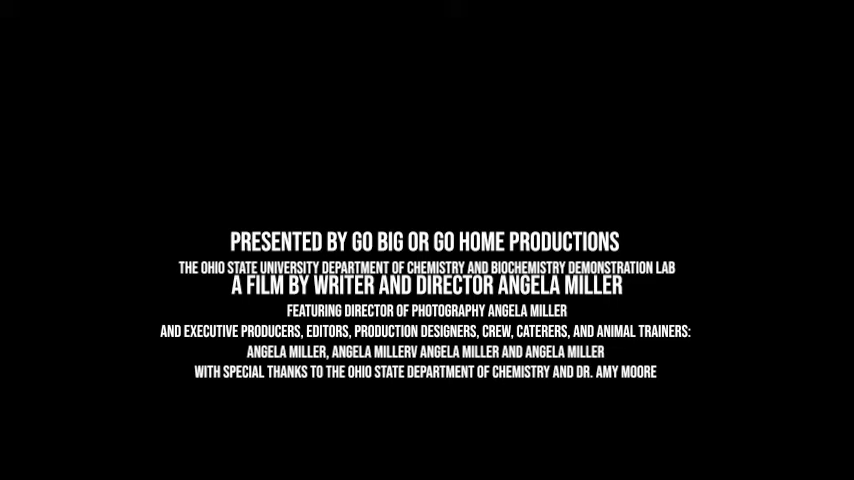 PRESENTED BY GO BIG OR GO HOME PRODUCTIONS
THE OHIO STATE UNIVERSITY DEPARTMENT OF CHEMISTRY AND BIOCHEMISTRY DEMONSTRATION LAB
A FILM BY WRITER AND DIRECTOR ANGELA MILLER
FEATURING DIRECTOR OF PHOTOGRAPHY ANGELA MILLER
AND EXECUTIVE PRODUCERS, EDITORS, PRODUCTION DESIGNERS, CREW, CATERERS, AND ANIMAL TRAINERS:
ANGELA MILLER, ANGELA MILLERV ANGELA MILLER AND ANGELA MILLER
WITH SPECIAL THANKS TO THE OHIO STATE DEPARTMENT OF CHEMISTRY AND DR. AMY MOORE